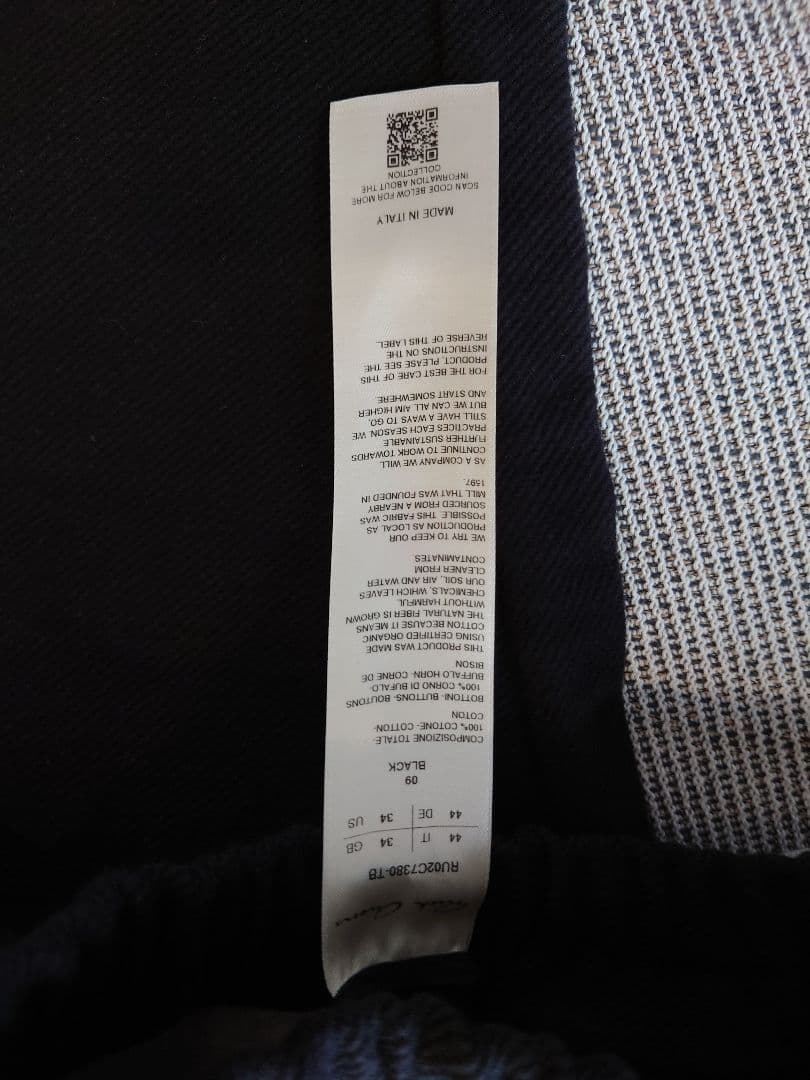 RU02C7380-TB
44 IT 34 GB
44 DE 34 US
09
BLACK
COMPOSIZIONE TOTALE-
100% COTONE- COTTON-
COTON
BOTTONI- BUTTONS- BOUTONS
100% CORNO DI BUFALO-
BUFFALO HORN- CORNE DE
BISON
THIS PRODUCT WAS MADE
USING CERTIFIED ORGANIC
COTTON BECAUSE IT MEANS
THE NATURAL FIBER IS GROWN
WITHOUT HARMFUL
CHEMICALS, WHICH LEAVES
OUR SOIL, AIR AND WATER
CLEANER FROM
CONTAMINATES
WE TRY TO KEEP OUR
PRODUCTION AS LOCAL AS
POSSIBLE. THIS FABRIC WAS
SOURCED FROM A NEARBY
MILL THAT WAS FOUNDED IN
1597.
AS A COMPANY WE WILL
CONTINUE TO WORK TOWARDS
FURTHER SUSTAINABLE
PRACTICES EACH SEASON. WE
STILL HAVE A WAYS TO GO,
BUT WE CAN ALL AIM HIGHER
AND START SOMEWHERE.
FOR THE BEST CARE OF THIS
PRODUCT, PLEASE SEE THE
INSTRUCTIONS ON THE
REVERSE OF THIS LABEL.
MADE IN ITALY
SCAN CODE BELOW FOR MORE
INFORMATION ABOUT THE
COLLECTION